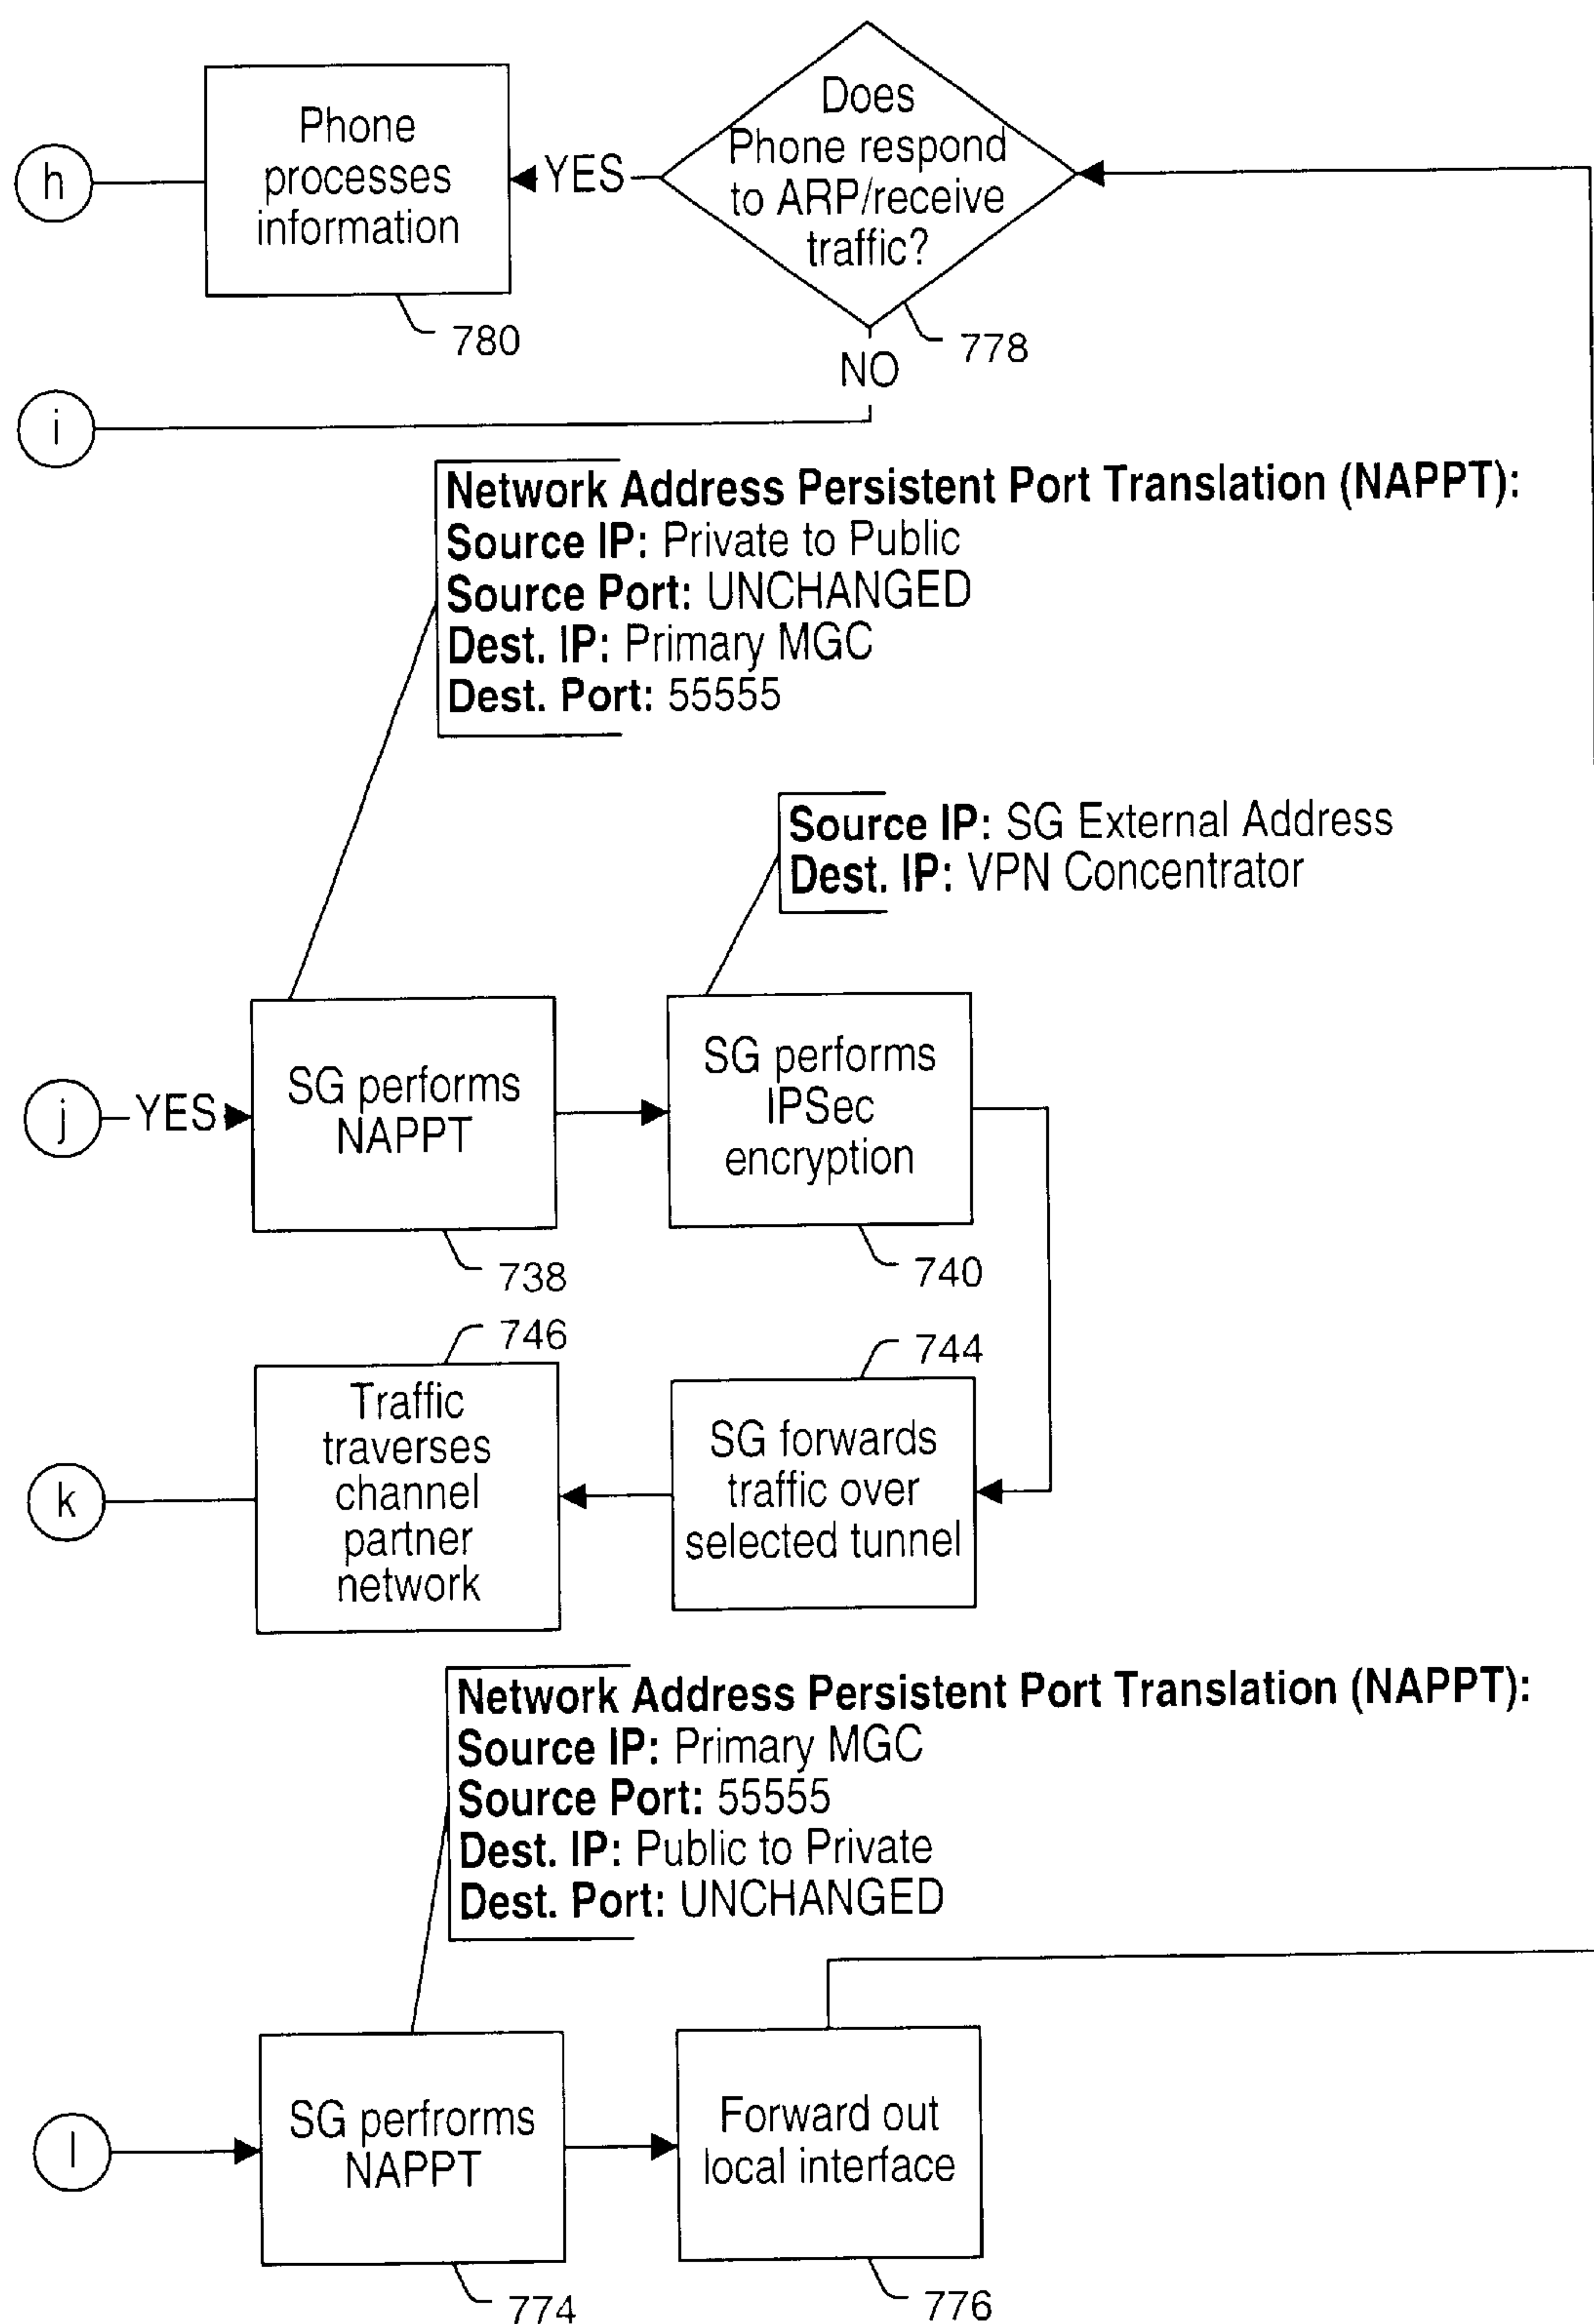 Does
Phone respond
to ARP/receive
traffic?
YES
Phone
processes
information
h
780
778
NO
i
Network Address Persistent Port Translation (NAPPT):
Source IP: Private to Public
Source Port: UNCHANGED
Dest. IP: Primary MGC
Dest. Port: 55555
Source IP: SG External Address
Dest. IP: VPN Concentrator
j
YES
SG performs
NAPPT
SG performs
IPSec
encryption
738
740
746
744
k
Traffic
traverses
channel
partner
network
SG forwards
traffic over
selected tunnel
Network Address Persistent Port Translation (NAPPT):
Source IP: Primary MGC
Source Port: 55555
Dest. IP: Public to Private
Dest. Port: UNCHANGED
l
SG perfrorms
NAPPT
Forward out
local interface
774
776